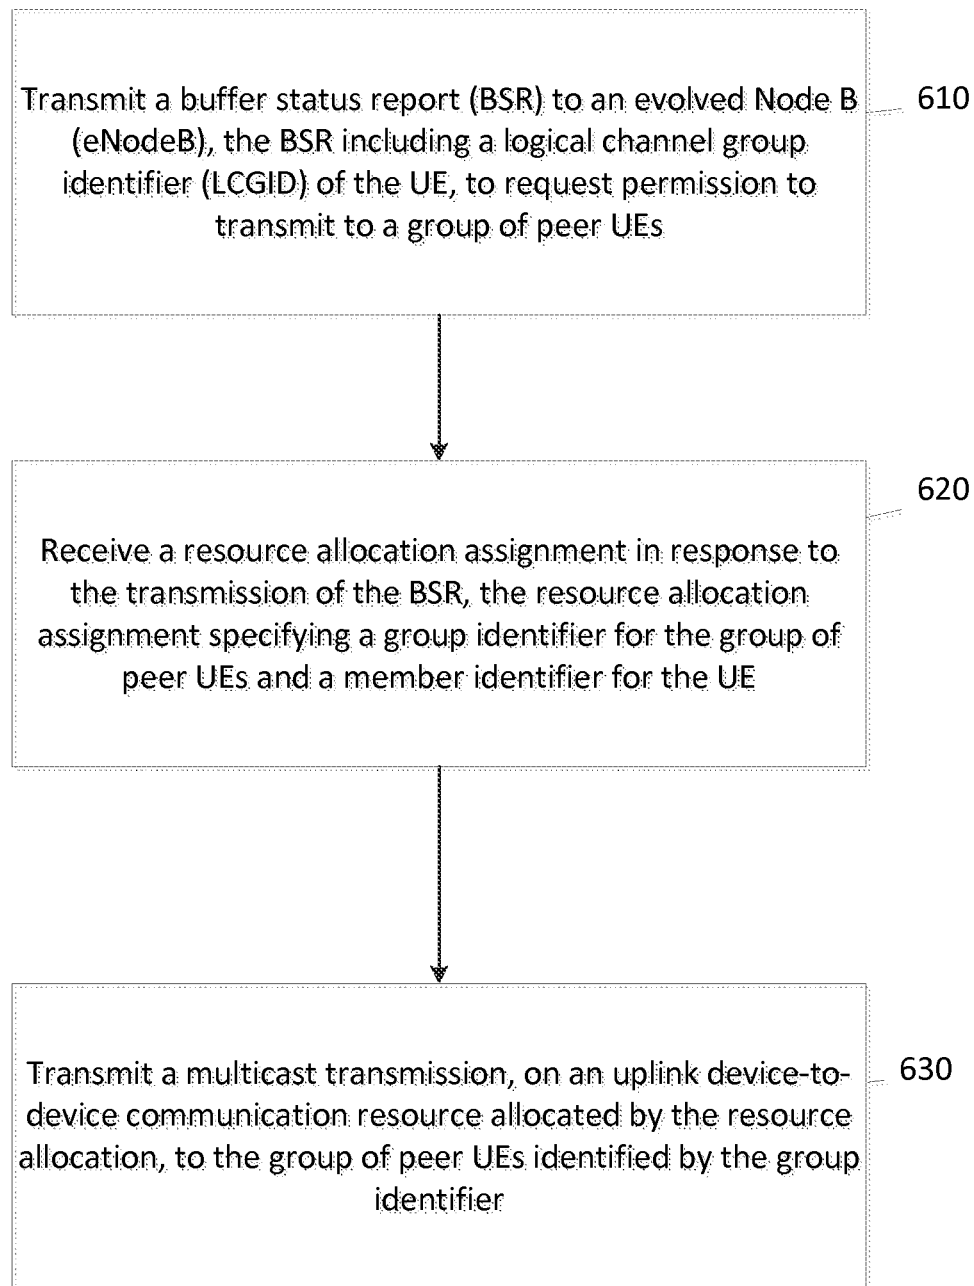 Transmit a buffer status report (BSR) to an evolved Node B
(eNodeB), the BSR including a logical channel group
identifier (LCGID) of the UE, to request permission to
transmit to a group of peer UEs
610
Receive a resource allocation assignment in response to
the transmission of the BSR, the resource allocation
assignment specifying a group identifier for the group of
peer UEs and a member identifier for the UE
620
Transmit a multicast transmission, on an uplink device-to-
device communication resource allocated by the resource
allocation, to the group of peer UEs identified by the group
identifier
630